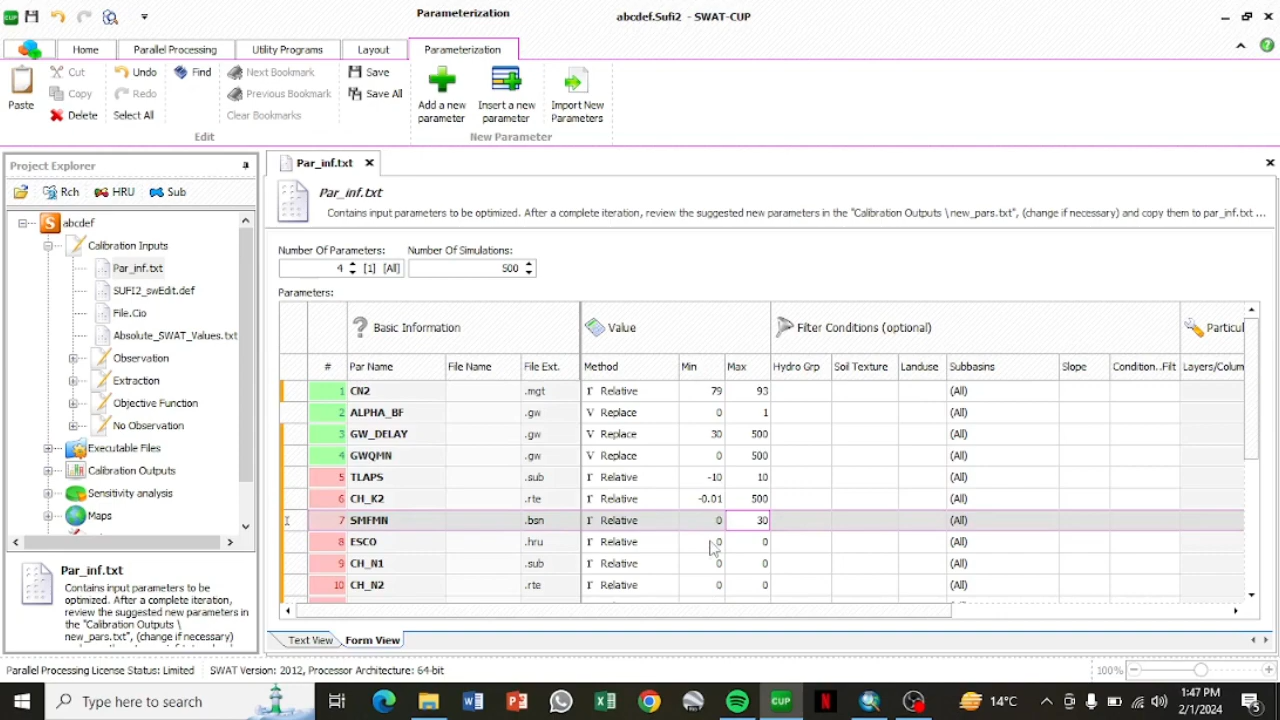 CUP
Parameterization
abcdef.Sufi2 - SWAT-CUP
Home
Parallel Processing
Utility Programs
Layout
Parameterization
Paste
Cut
Copy
Delete
Undo
Redo
Select All
Find
Next Bookmark
Previous Bookmark
Clear Bookmarks
Save
Save All
Add a new parameter
Insert a new parameter
Import New Parameters
Edit
New Parameter
Project Explorer
Rch HRU Sub
abcdef
Calibration Inputs
Par_inf.txt
SUFI2_swEdit.def
File.Cio
Absolute_SWAT_Values.txt
Observation
Extraction
Objective Function
No Observation
Executable Files
Calibration Outputs
Sensitivity analysis
Maps
Par_inf.txt
Contains input parameters to be
optimized. After a complete iteration,
review the suggested new parameters in
the "Calibration Outputs \
new_pars.txt", (change if necessary)
Par_inf.txt
Par_inf.txt
Contains input parameters to be optimized. After a complete iteration, review the suggested new parameters in the "Calibration Outputs \new_pars.txt", (change if necessary) and copy them to par_inf.txt ...
Number Of Parameters: Number Of Simulations:
4 [1] [All] 500
Parameters:
Basic Information Value Filter Conditions (optional) Particul
# Par Name File Name File Ext. Method Min Max Hydro Grp Soil Texture Landuse Subbasins Slope Condition..Filt Layers/Colum
1 CN2 .mgt r Relative 79 93 (All)
2 ALPHA_BF .gw V Replace 0 1 (All)
3 GW_DELAY .gw V Replace 30 500 (All)
4 GWQMN .gw V Replace 0 500 (All)
5 TLAPS .sub r Relative -10 10 (All)
6 CH_K2 .rte r Relative -0.01 500 (All)
7 SMFMN .bsn r Relative 0 30 (All)
8 ESCO .hru r Relative 0 0 (All)
9 CH_N1 .sub r Relative 0 0 (All)
10 CH_N2 .rte r Relative 0 0 (All)
Text View Form View
Parallel Processing License Status: Limited SWAT Version: 2012, Processor Architecture: 64-bit
100%
Type here to search
CUP
14°C
1:47 PM
2/1/2024
5